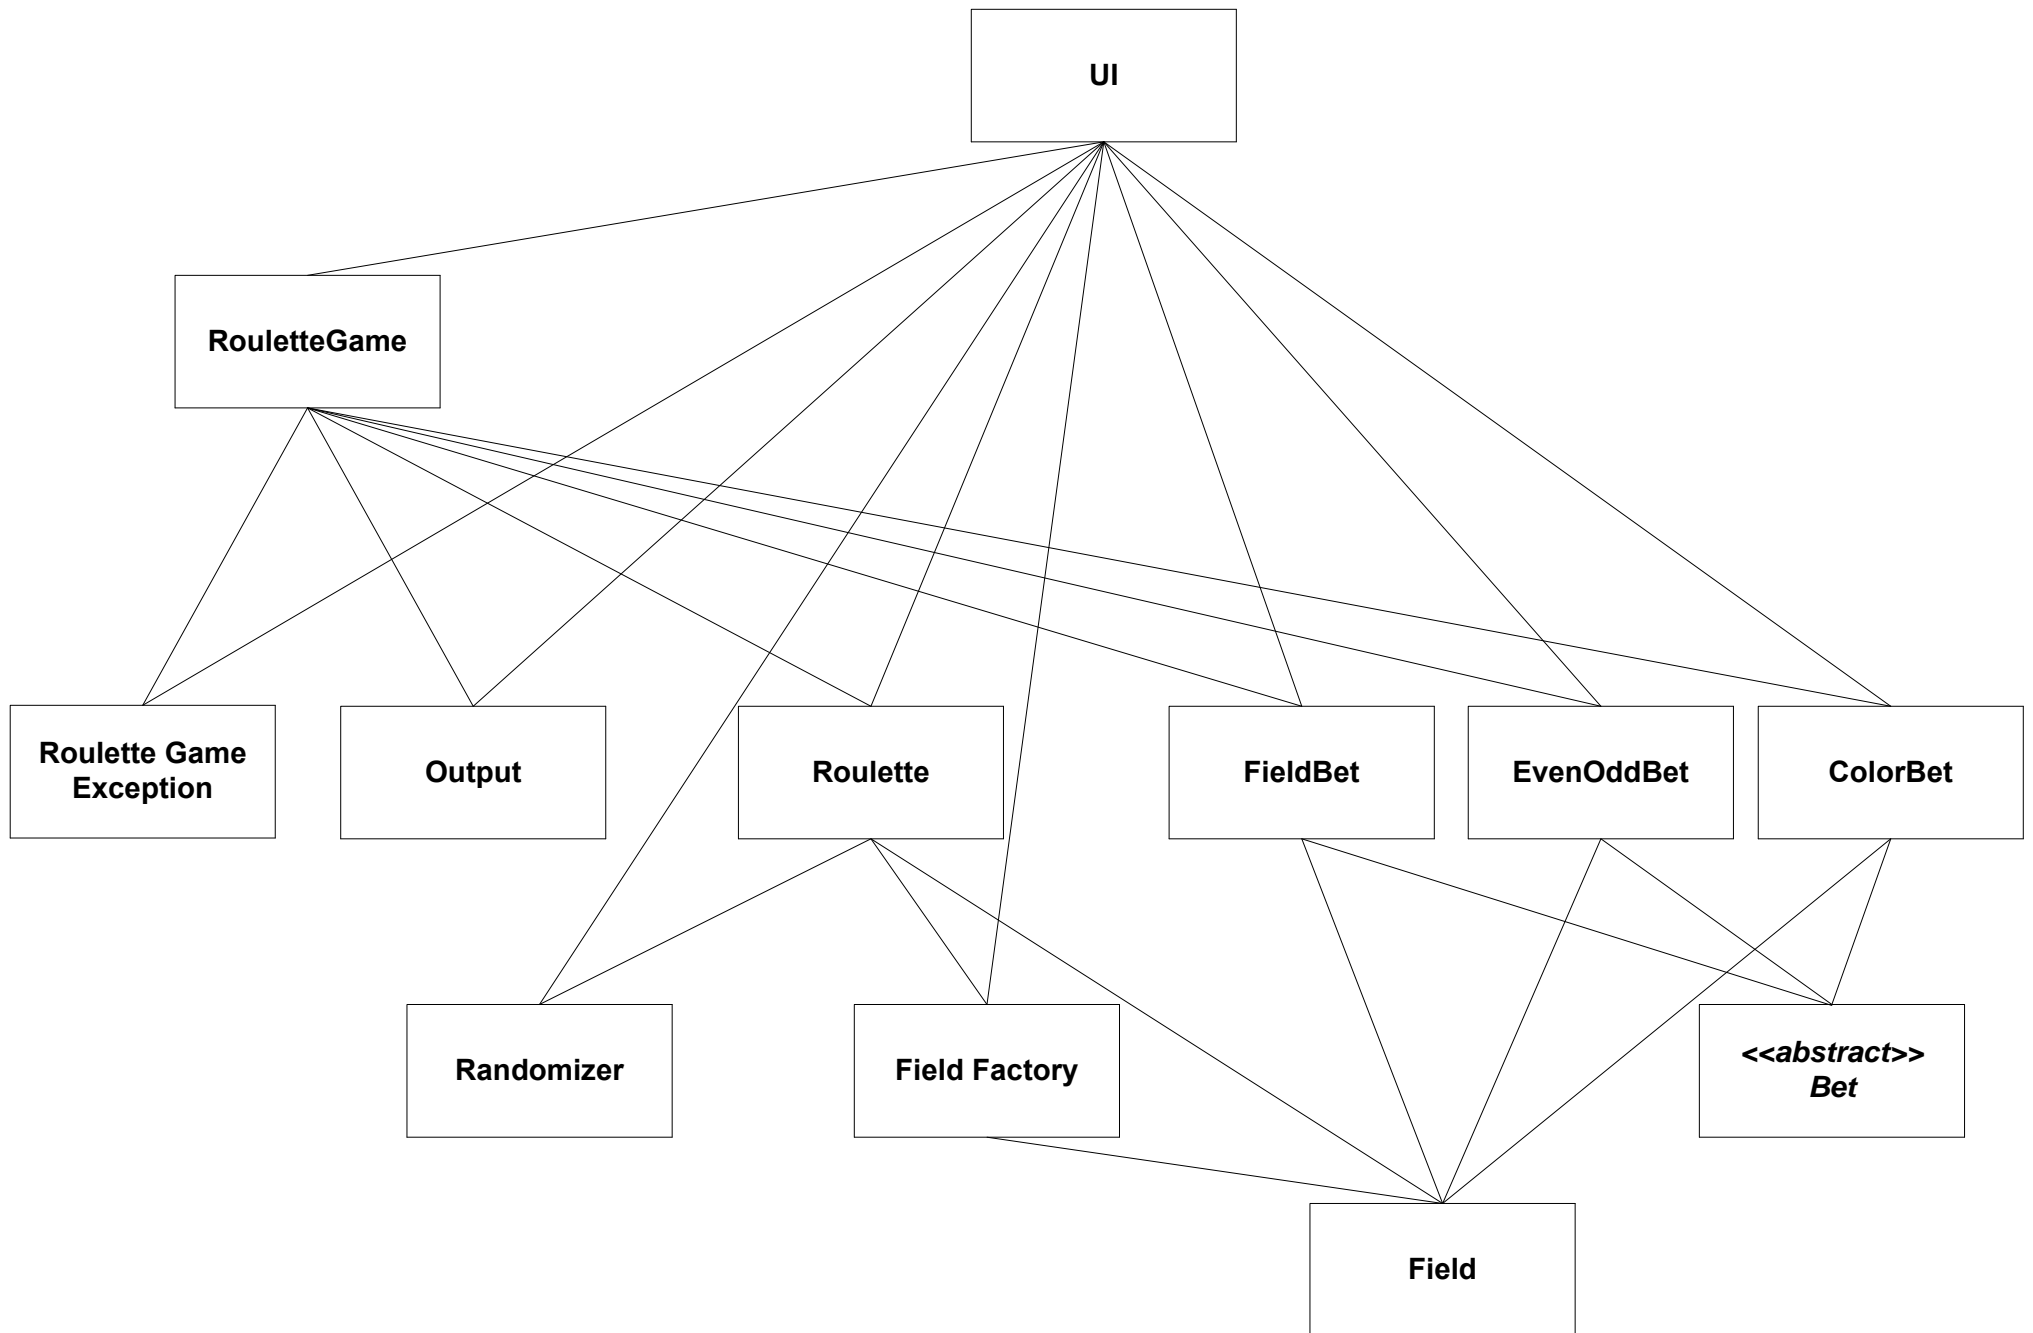 UI
RouletteGame
Roulette Game
Exception
Output
Roulette
FieldBet
EvenOddBet
ColorBet
Randomizer
Field Factory
<<abstract>>
Bet
Field